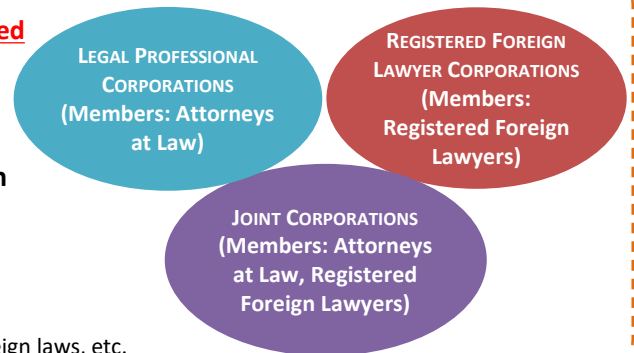 ed
LEGAL PROFESSIONAL
CORPORATIONS
(Members: Attorneys
at Law)
REGISTERED FOREIGN
LAWYER CORPORATIONS
(Members:
Registered Foreign
Lawyers)
JOINT CORPORATIONS
(Members: Attorneys
at Law, Registered
Foreign Lawyers)
eign laws, etc.